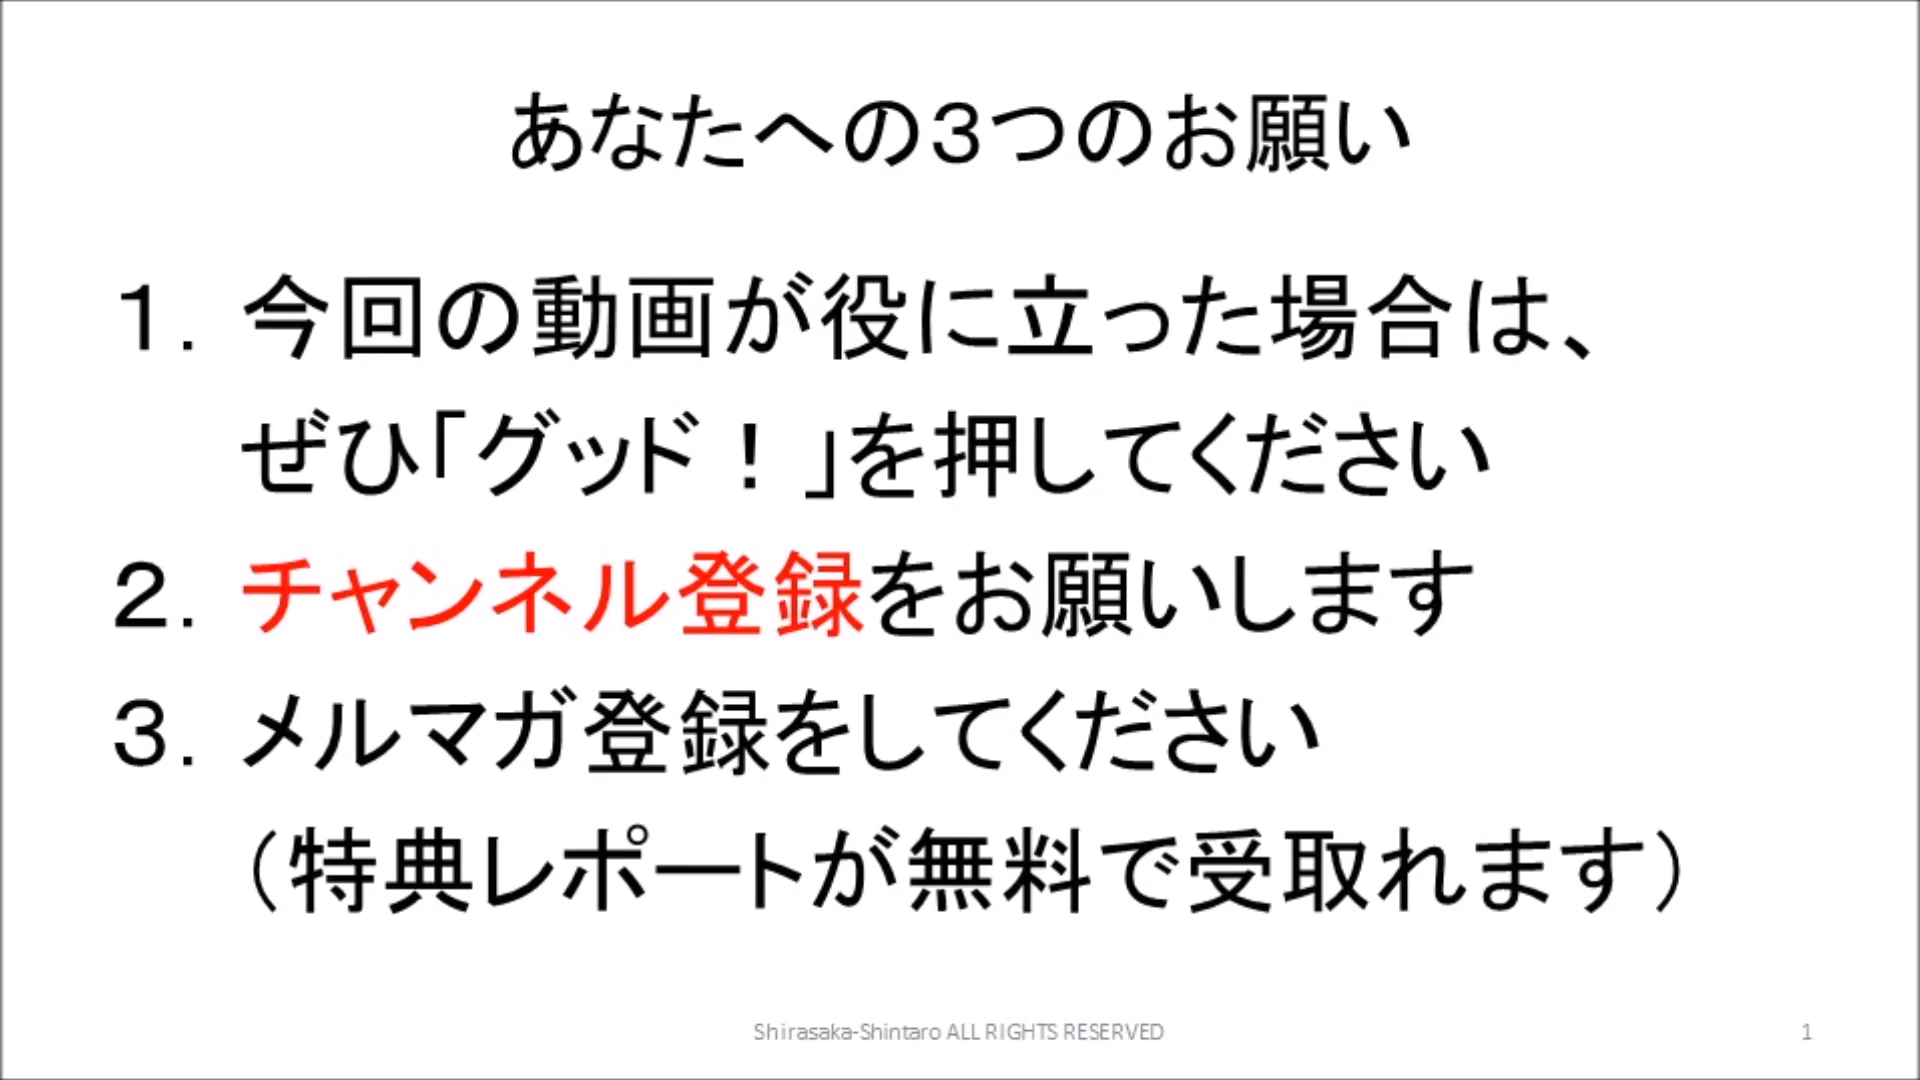 あなたへの３つのお願い
１．今回の動画が役に立った場合は、
ぜひ「グッド！」を押してください
２．チャンネル登録をお願いします
３．メルマガ登録をしてください
（特典レポートが無料で受取れます）
Shirasaka-Shintaro ALL RIGHTS RESERVED
1